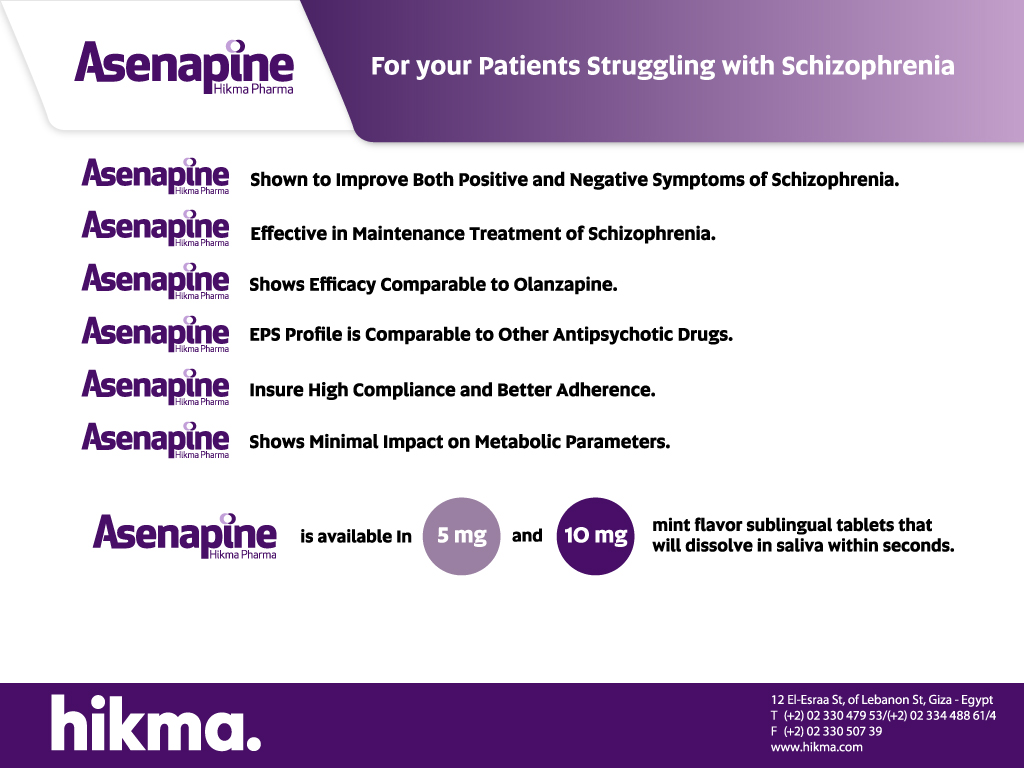 Asenapine
Hikma Pharma
For your Patients Struggling with Schizophrenia
Asenapine
Hikma Pharma
Shown to Improve Both Positive and Negative Symptoms of Schizophrenia.
Asenapine
Hikma Pharma
Effective in Maintenance Treatment of Schizophrenia.
Asenapine
Hikma Pharma
Shows Efficacy Comparable to Olanzapine.
Asenapine
Hikma Pharma
EPS Profile is Comparable to Other Antipsychotic Drugs.
Asenapine
Hikma Pharma
Insure High Compliance and Better Adherence.
Asenapine
Hikma Pharma
Shows Minimal Impact on Metabolic Parameters.
Asenapine
Hikma Pharma
is available In 5 mg and 10 mg
mint flavor sublingual tablets that
will dissolve in saliva within seconds.
hikma.
12 El-Esraa St, of Lebanon St, Giza - Egypt
T (+2) 02 330 479 53/(+2) 02 334 488 61/4
F (+2) 02 330 507 39
www.hikma.com